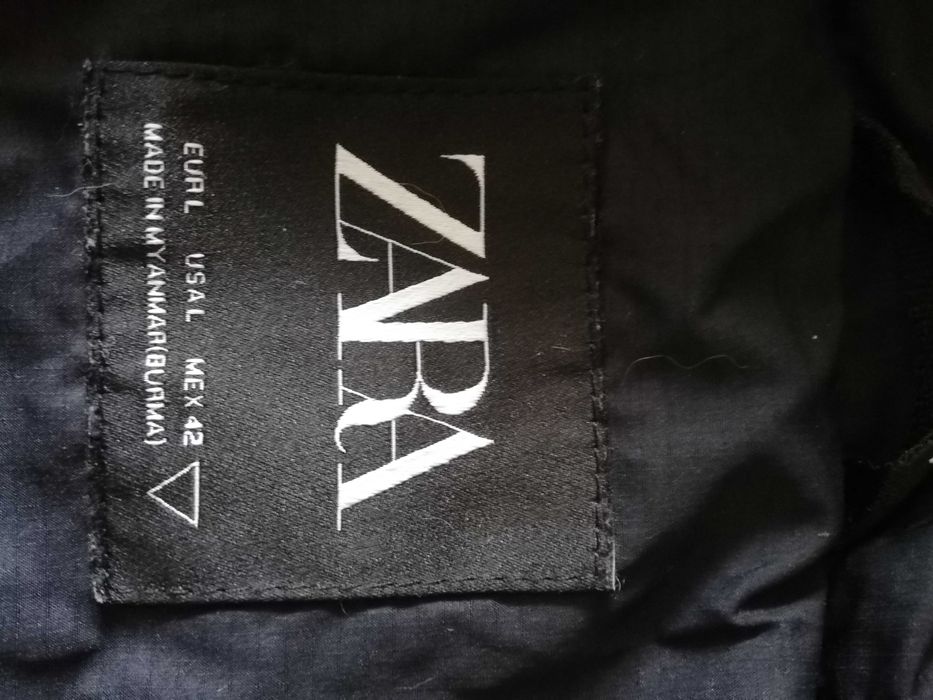 ZARA
EUR L USA L MEX 42
MADE IN MYANMAR(BURMA)